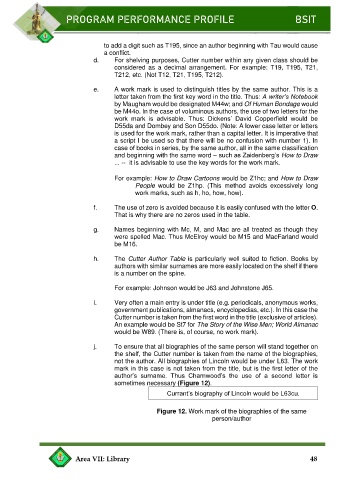 PROGRAM PERFORMANCE PROFILE BSIT
to add a digit such as T195, since an author beginning with Tau would cause
a conflict.
d. For shelving purposes, Cutter number within any given class should be
considered as a decimal arrangement. For example: T19, T195, T21,
T212, etc. (Not T12, T21, T195, T212).
e. A work mark is used to distinguish titles by the same author. This is a
letter taken from the first key word in the title. Thus: A writer's Notebook
by Maugham would be designated M44w; and Of Human Bondage would
be M44o. In the case of voluminous authors, the use of two letters for the
work mark is advisable. Thus: Dickens' David Copperfield would be
D55da and Dombey and Son D55do. (Note: A lower case letter or letters
is used for the work mark, rather than a capital letter. It is imperative that
a script l be used so that there will be no confusion with number 1). In
case of books in series, by the same author, all in the same classification
and beginning with the same word – such as Zaidenberg's How to Draw
... -- it is advisable to use the key words for the work mark.
For example: How to Draw Cartoons would be Z1hc; and How to Draw
People would be Z1hp. (This method avoids excessively long
work marks, such as h, ho, how, how).
f. The use of zero is avoided because it is easily confused with the letter O.
That is why there are no zeros used in the table.
g. Names beginning with Mc, M, and Mac are all treated as though they
were spelled Mac. Thus McElroy would be M15 and MacFarland would
be M16.
h. The Cutter Author Table is particularly well suited to fiction. Books by
authors with similar surnames are more easily located on the shelf if there
is a number on the spine.
For example: Johnson would be J63 and Johnstone J65.
i. Very often a main entry is under title (e.g. periodicals, anonymous works,
government publications, almanacs, encyclopedias, etc.). In this case the
Cutter number is taken from the first word in the title (exclusive of articles).
An example would be St7 for The Story of the Wise Men; World Almanac
would be W89. (There is, of course, no work mark).
j. To ensure that all biographies of the same person will stand together on
the shelf, the Cutter number is taken from the name of the biographies,
not the author. All biographies of Lincoln would be under L63. The work
mark in this case is not taken from the title, but is the first letter of the
author's surname. Thus Charnwood's the use of a second letter is
sometimes necessary (Figure 12).
Currant's biography of Lincoln would be L63cu.
Figure 12. Work mark of the biographies of the same
person/author
Area VII: Library 48